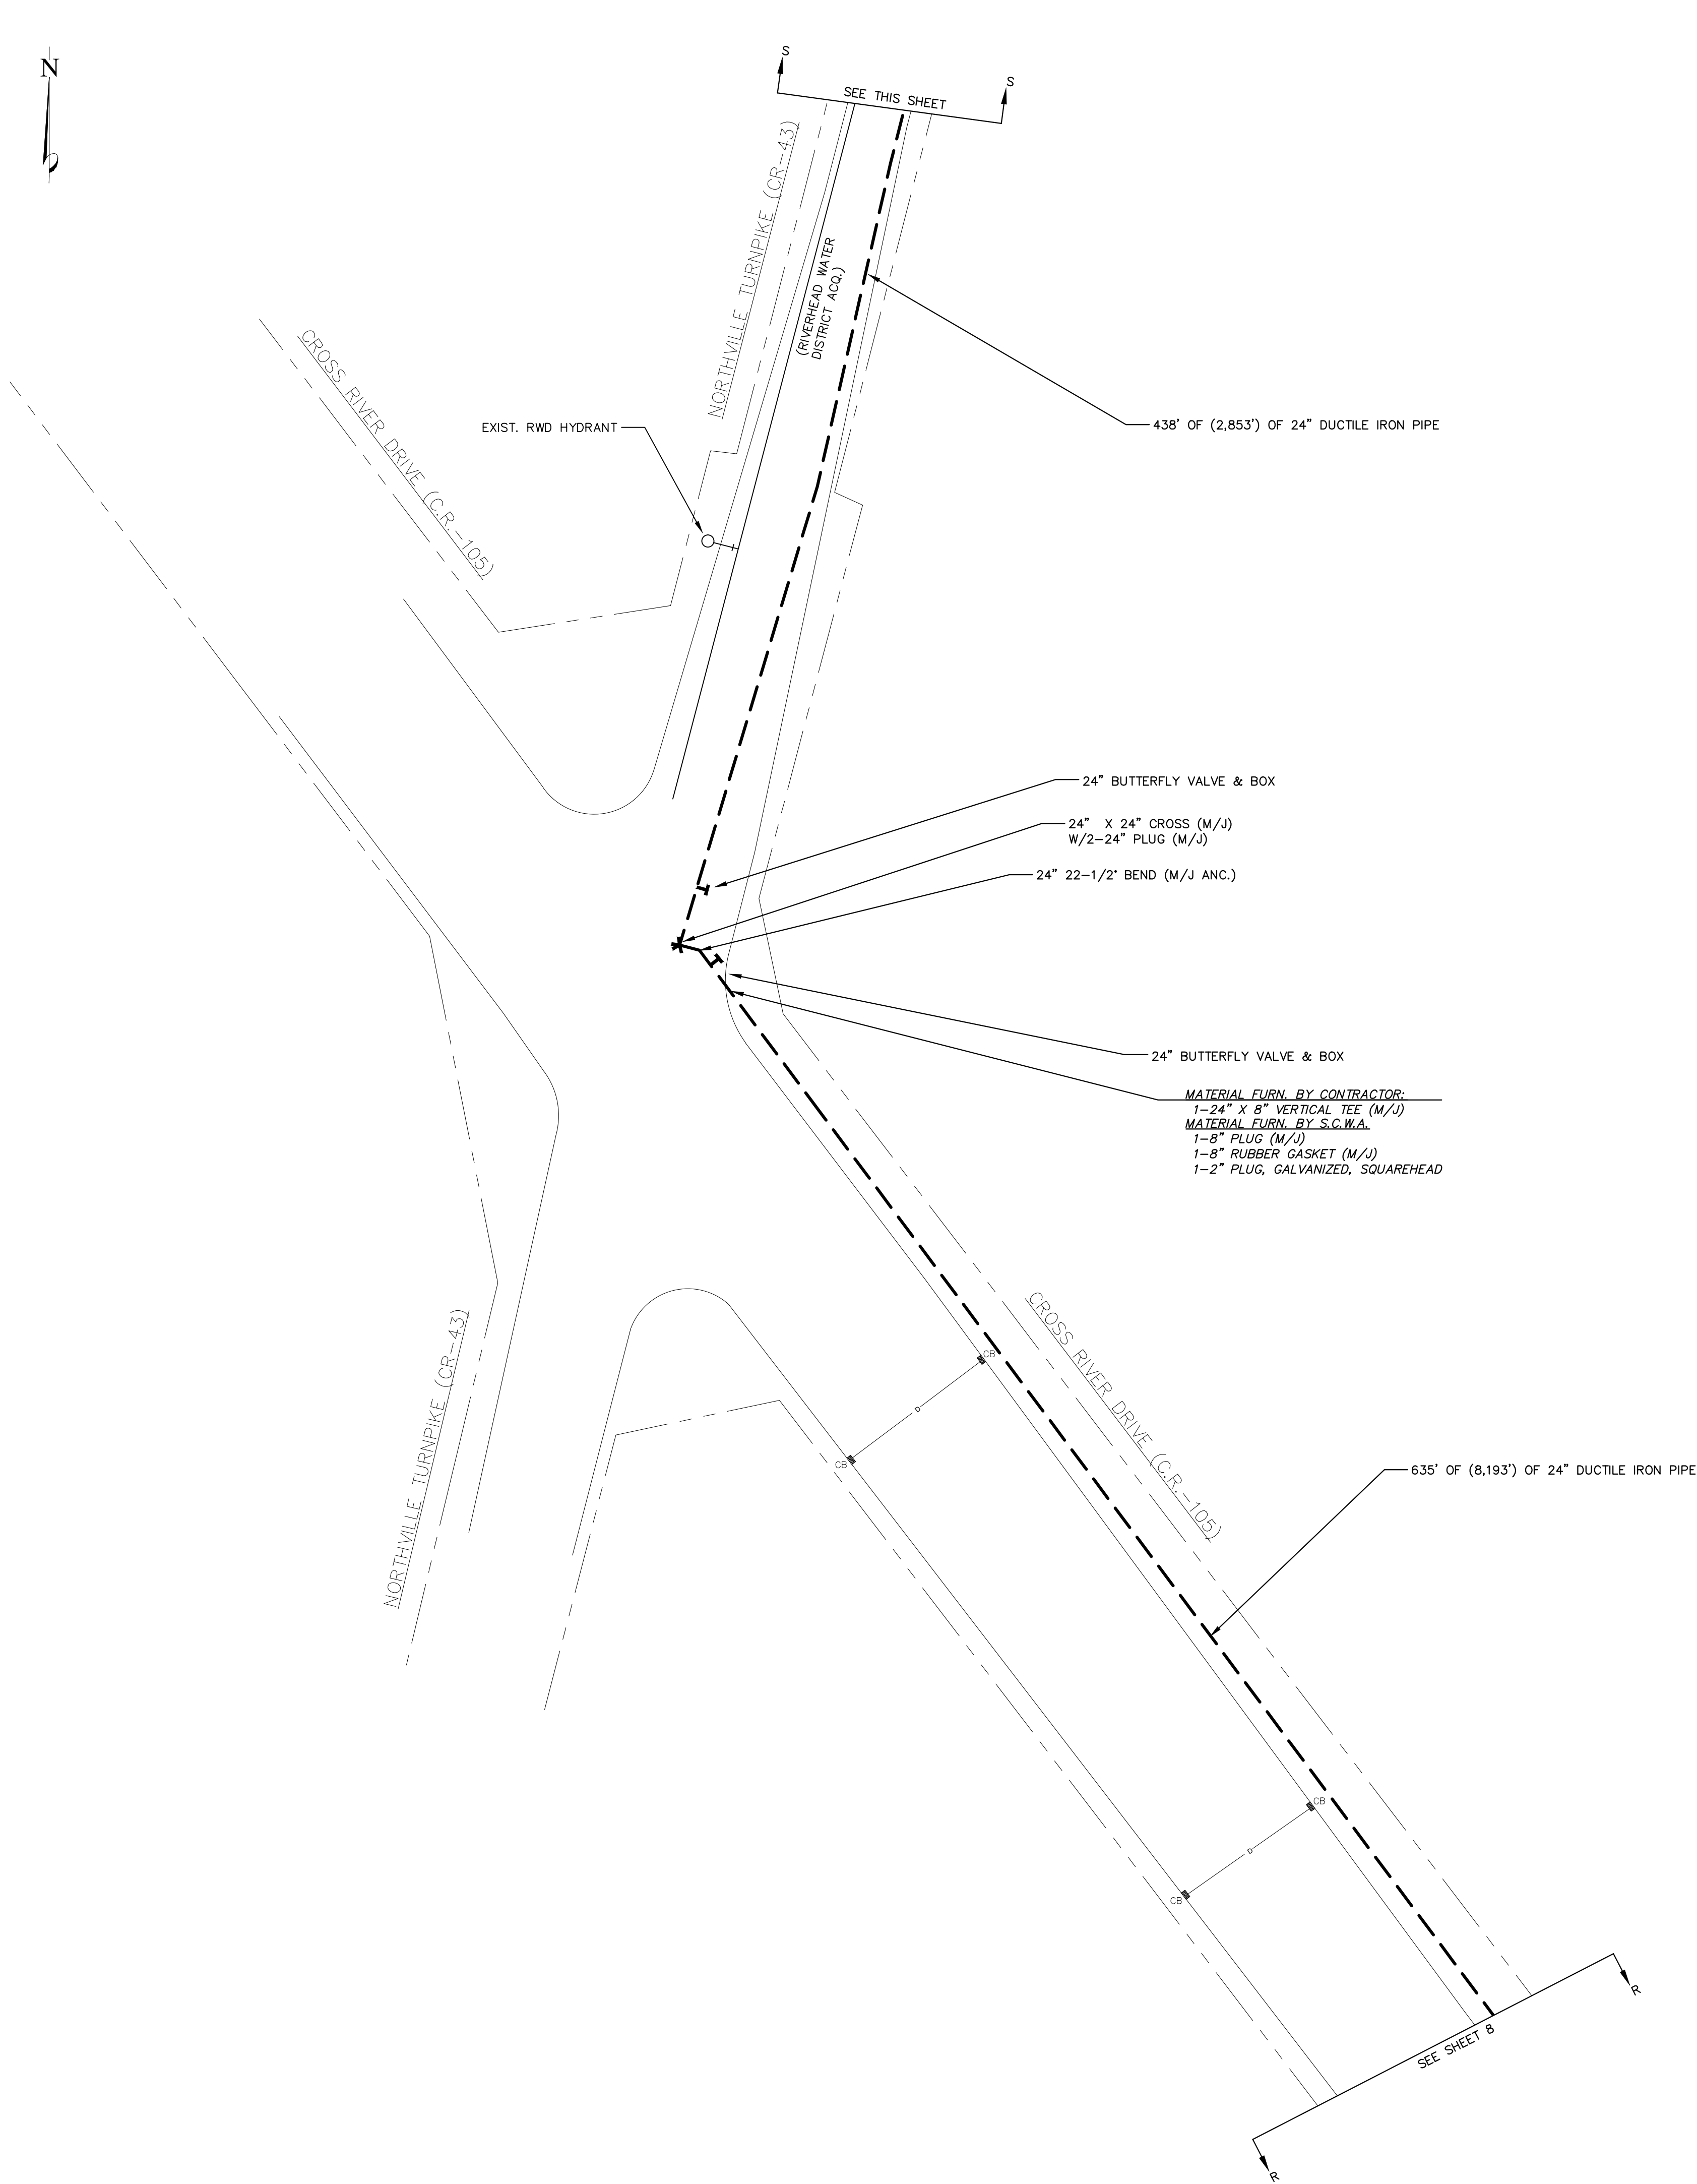 N
S
S
SEE THIS SHEET
NORTHVILLE TURNPIKE (CR-43)
(RIVERHEAD WATER
DISTRICT ACQ.)
CROSS RIVER DRIVE (C.R.-105)
EXIST. RWD HYDRANT
438' OF (2,853') OF 24" DUCTILE IRON PIPE
24" BUTTERFLY VALVE & BOX
24" X 24" CROSS (M/J)
W/2-24" PLUG (M/J)
24" 22-1/2° BEND (M/J ANC.)
24" BUTTERFLY VALVE & BOX
MATERIAL FURN. BY CONTRACTOR:
1-24" X 8" VERTICAL TEE (M/J)
MATERIAL FURN. BY S.C.W.A.
1-8" PLUG (M/J)
1-8" RUBBER GASKET (M/J)
1-2" PLUG, GALVANIZED, SQUAREHEAD
NORTHVILLE TURNPIKE (CR-43)
CROSS RIVER DRIVE (C.R.-105)
CB
D
CB
635' OF (8,193') OF 24" DUCTILE IRON PIPE
CB
D
CB
R
SEE SHEET 8
R